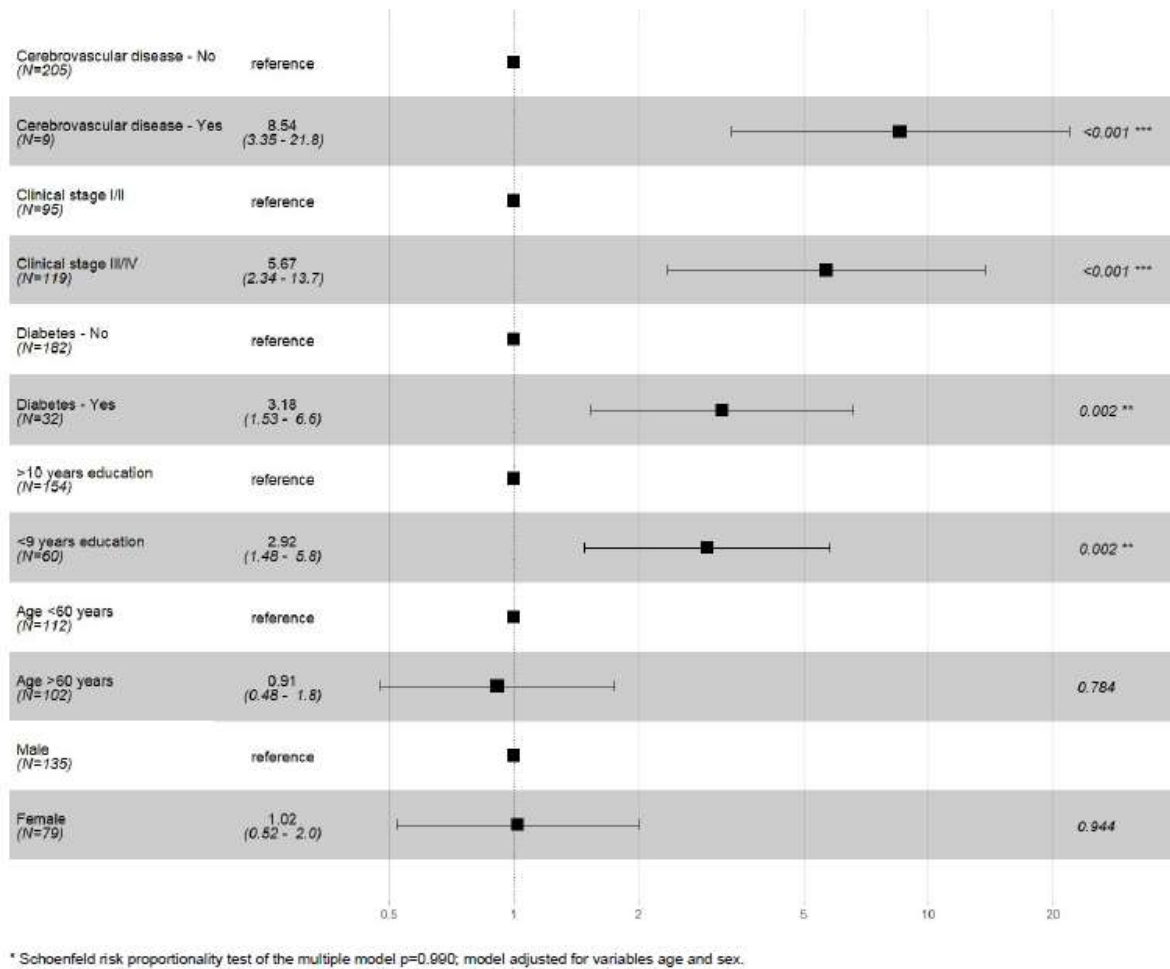 Cerebrovascular disease - No
(N=205)
reference
Cerebrovascular disease - Yes
(N=9)
8.54
(3.35 - 21.8)
<0.001 ***
Clinical stage I/II
(N=95)
reference
Clinical stage III/IV
(N=119)
5.67
(2.34 - 13.7)
<0.001 ***
Diabetes - No
(N=182)
reference
Diabetes - Yes
(N=32)
3.18
(1.53 - 6.6)
0.002 **
>10 years education
(N=154)
reference
<9 years education
(N=60)
2.92
(1.48 - 5.8)
0.002 **
Age <60 years
(N=112)
reference
Age >60 years
(N=102)
0.91
(0.48 - 1.8)
0.784
Male
(N=135)
reference
Female
(N=79)
1.02
(0.52 - 2.0)
0.944
0.5 1 2 5 10 20
* Schoenfeld risk proportionality test of the multiple model p=0.990; model adjusted for variables age and sex.